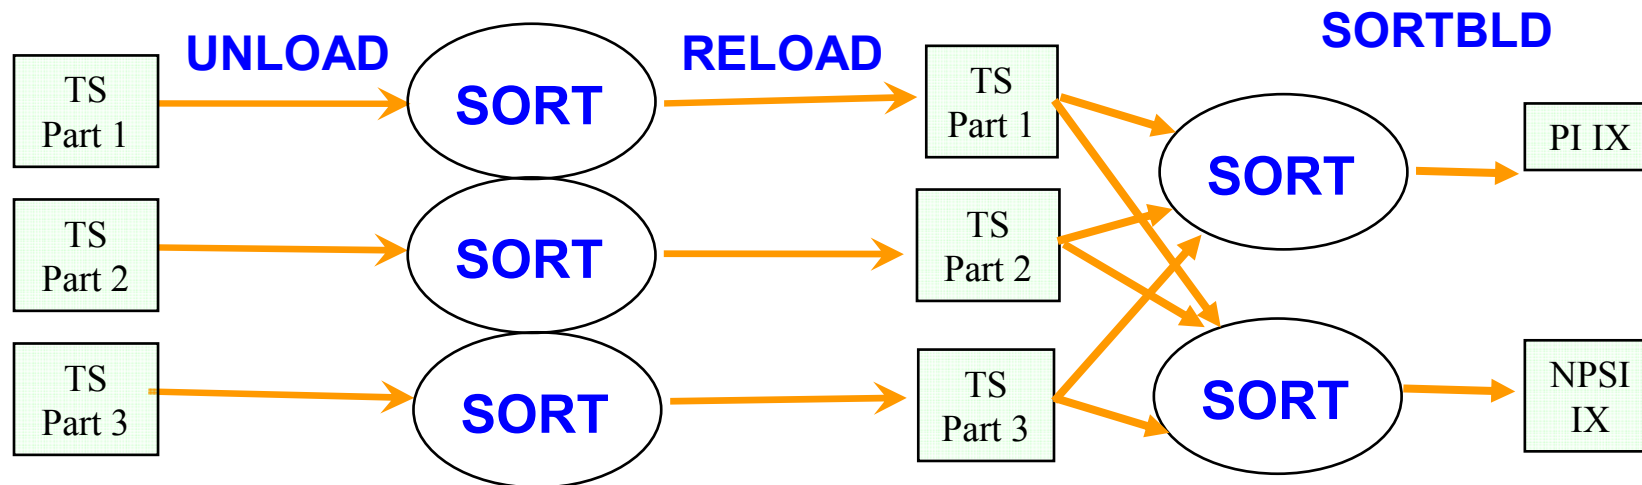 UNLOAD
RELOAD
SORTBLD
TS
Part 1
SORT
TS
Part 1
SORT
PI IX
TS
Part 2
SORT
TS
Part 2
TS
Part 3
SORT
TS
Part 3
SORT
NPSI
IX